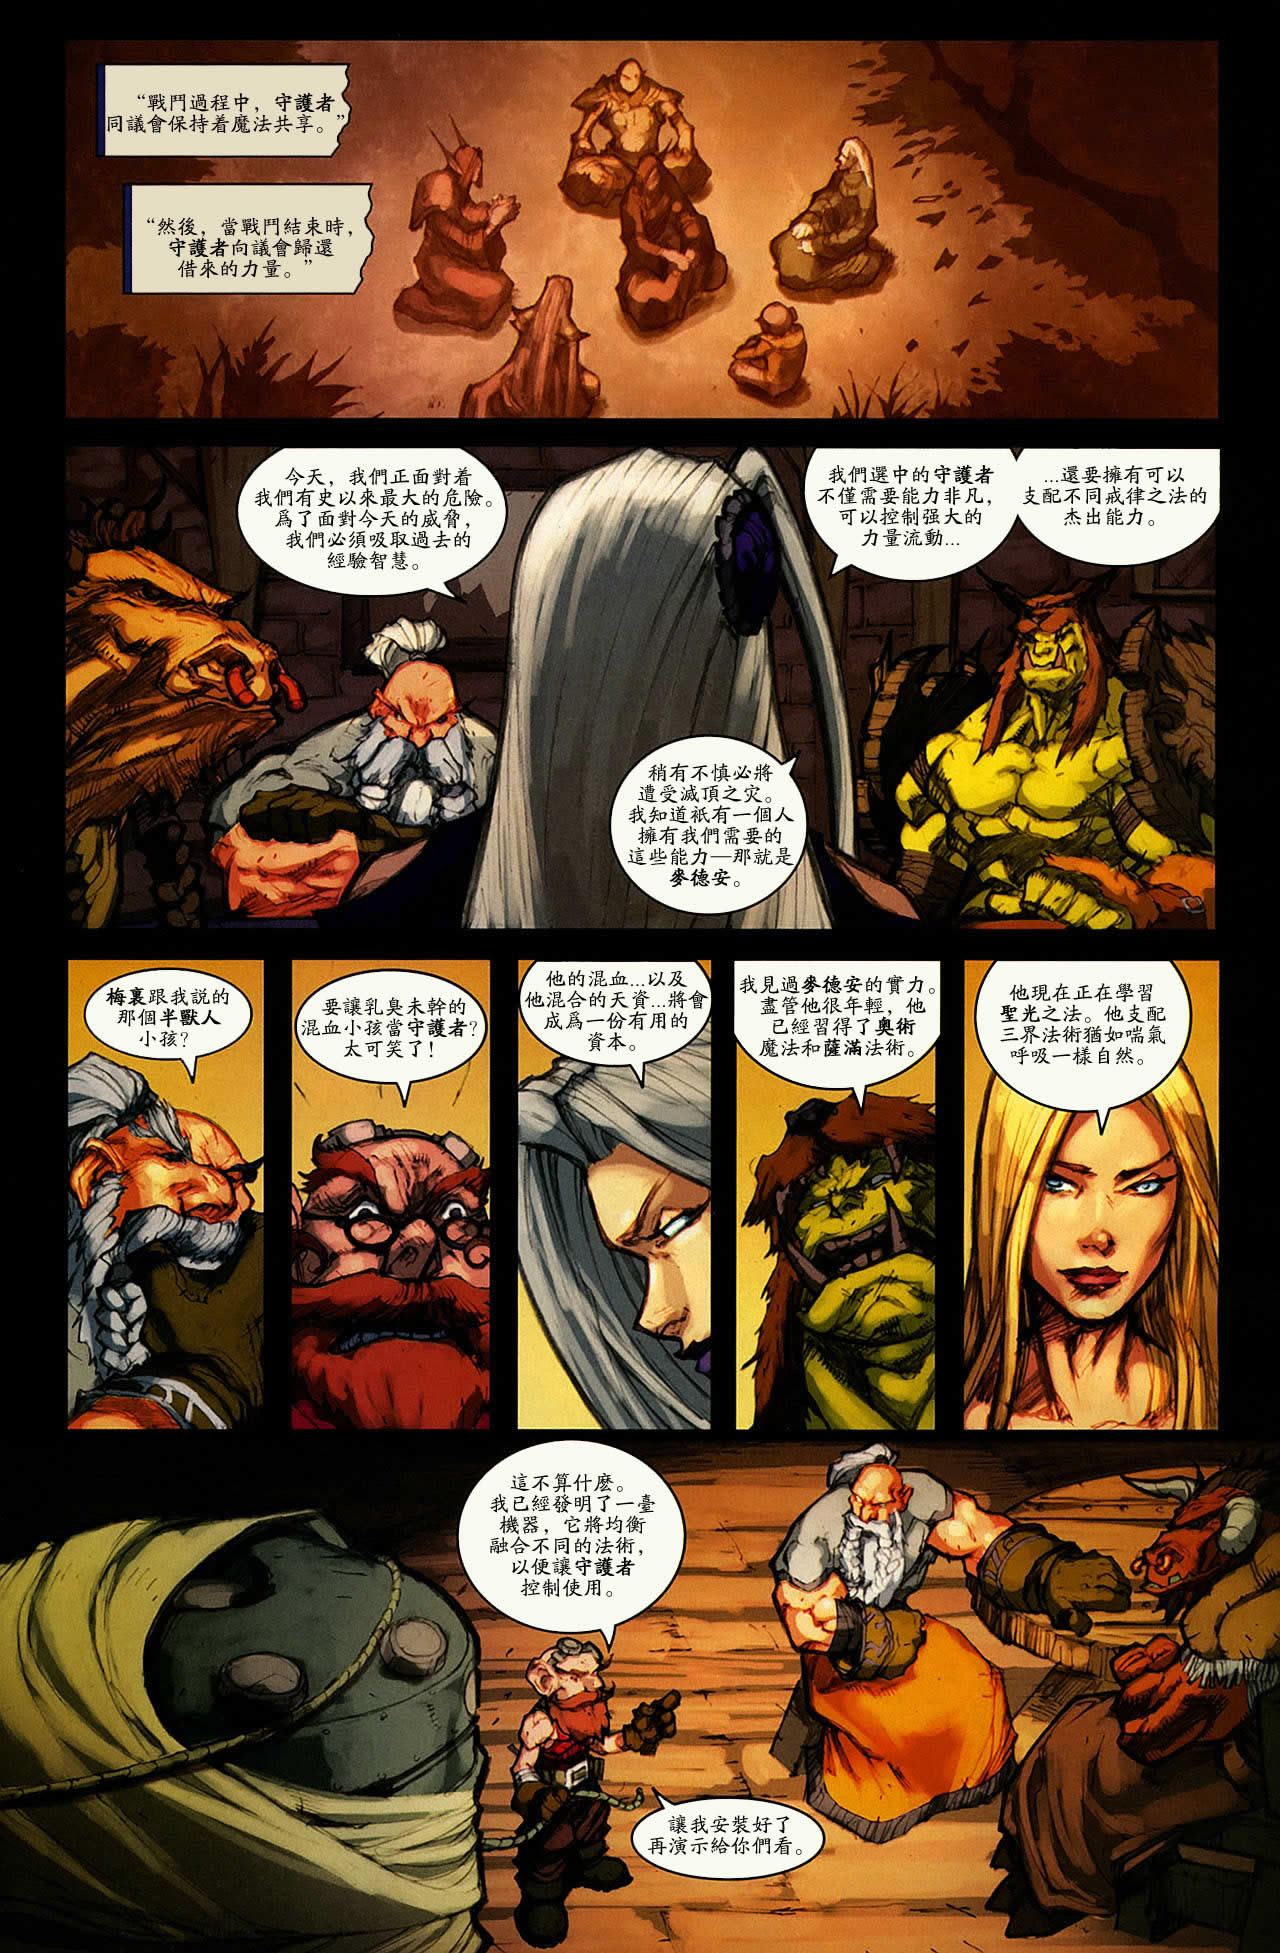 “戰鬥過程中，守護者
同議會保持着魔法共享。”
“然後，當戰鬥結束時，
守護者向議會歸還
借來的力量。”
今天，我們正面對着
我們有史以來最大的危險。
爲了面對今天的威脅，
我們必須吸取過去的
經驗智慧。
我們選中的守護者
不僅需要能力非凡，
可以控制强大的
力量流動…
…還要擁有可以
支配不同戒律之法的
杰出能力。
稍有不慎必將
遭受滅頂之灾。
我知道衹有一個人
擁有我們需要的
這些能力—那就是
麥德安。
梅裏跟我説的
那個半獸人
小孩？
要讓乳臭未幹的
混血小孩當守護者？
太可笑了！
他的混血…以及
他混合的天資…將會
成爲一份有用的
資本。
我見過麥德安的實力。
盡管他很年輕，他
已經習得了奥術
魔法和薩滿法術。
他現在正在學習
聖光之法。他支配
三界法術猶如喘氣
呼吸一樣自然。
這不算什麽。
我已經發明了一臺
機器，它將均衡
融合不同的法術，
以便讓守護者
控制使用。
讓我安裝好了
再演示給你們看。